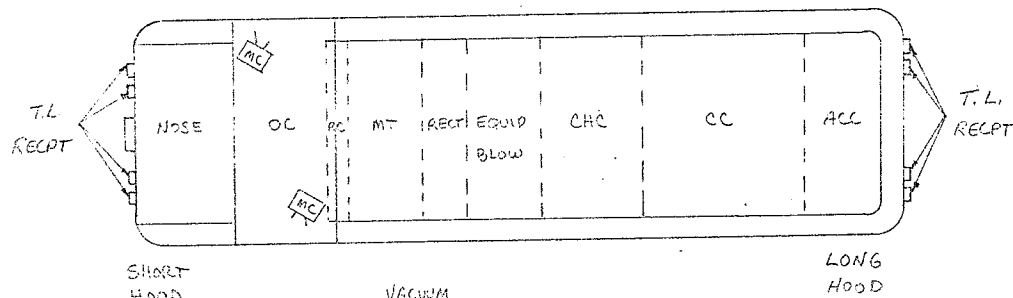 MC
T.L
RECPT
NOSE
OC
RC
MT
RECT
EQUIP
BLOW
CHC
CC
ACC
T.L.
RECPT
MC
SHORT
HOOD
VACUUM
LONG
HOOD